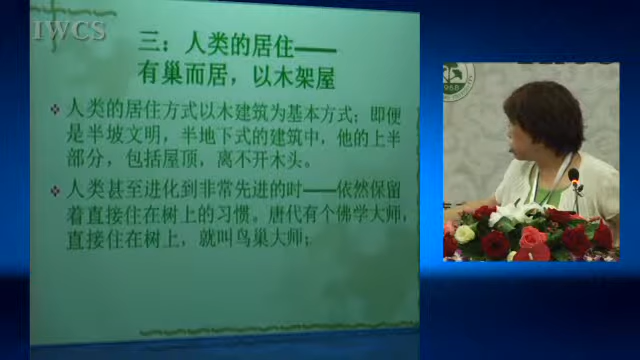 IWCS
三：人类的居住——
有巢而居，以木架屋
人类的居住方式以木建筑为基本方式；即便
是半坡文明，半地下式的建筑中，他的上半
部分，包括屋顶，离不开木头。
人类甚至进化到非常先进的时——依然保留
着直接住在树上的习惯。唐代有个佛学大师，
直接住在树上，就叫鸟巢大师；
1968